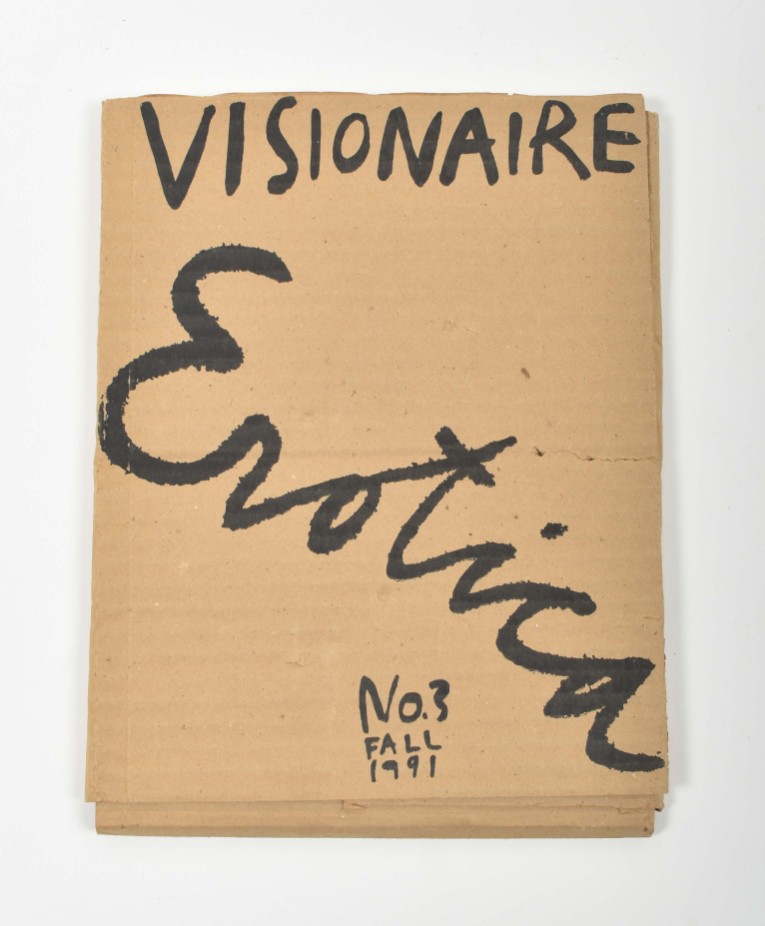 VISIONAIRE
Erotica
No.3
FALL
1991